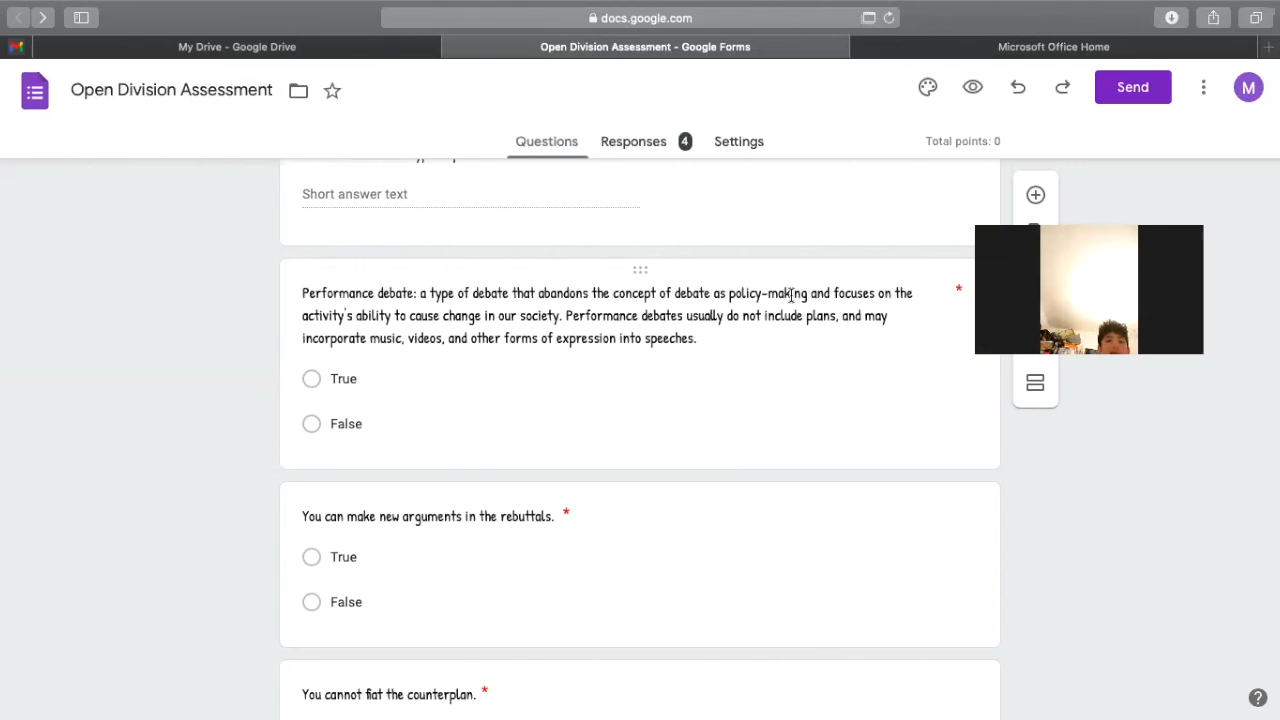 docs.google.com
My Drive - Google Drive
Open Division Assessment - Google Forms
Microsoft Office Home
Open Division Assessment
Send
M
Questions
Responses 4
Settings
Total points: 0
Short answer text
Performance debate: a type of debate that abandons the concept of debate as policy-making and focuses on the *
activity's ability to cause change in our society. Performance debates usually do not include plans, and may
incorporate music, videos, and other forms of expression into speeches.
True
False
You can make new arguments in the rebuttals. *
True
False
You cannot fiat the counterplan. *